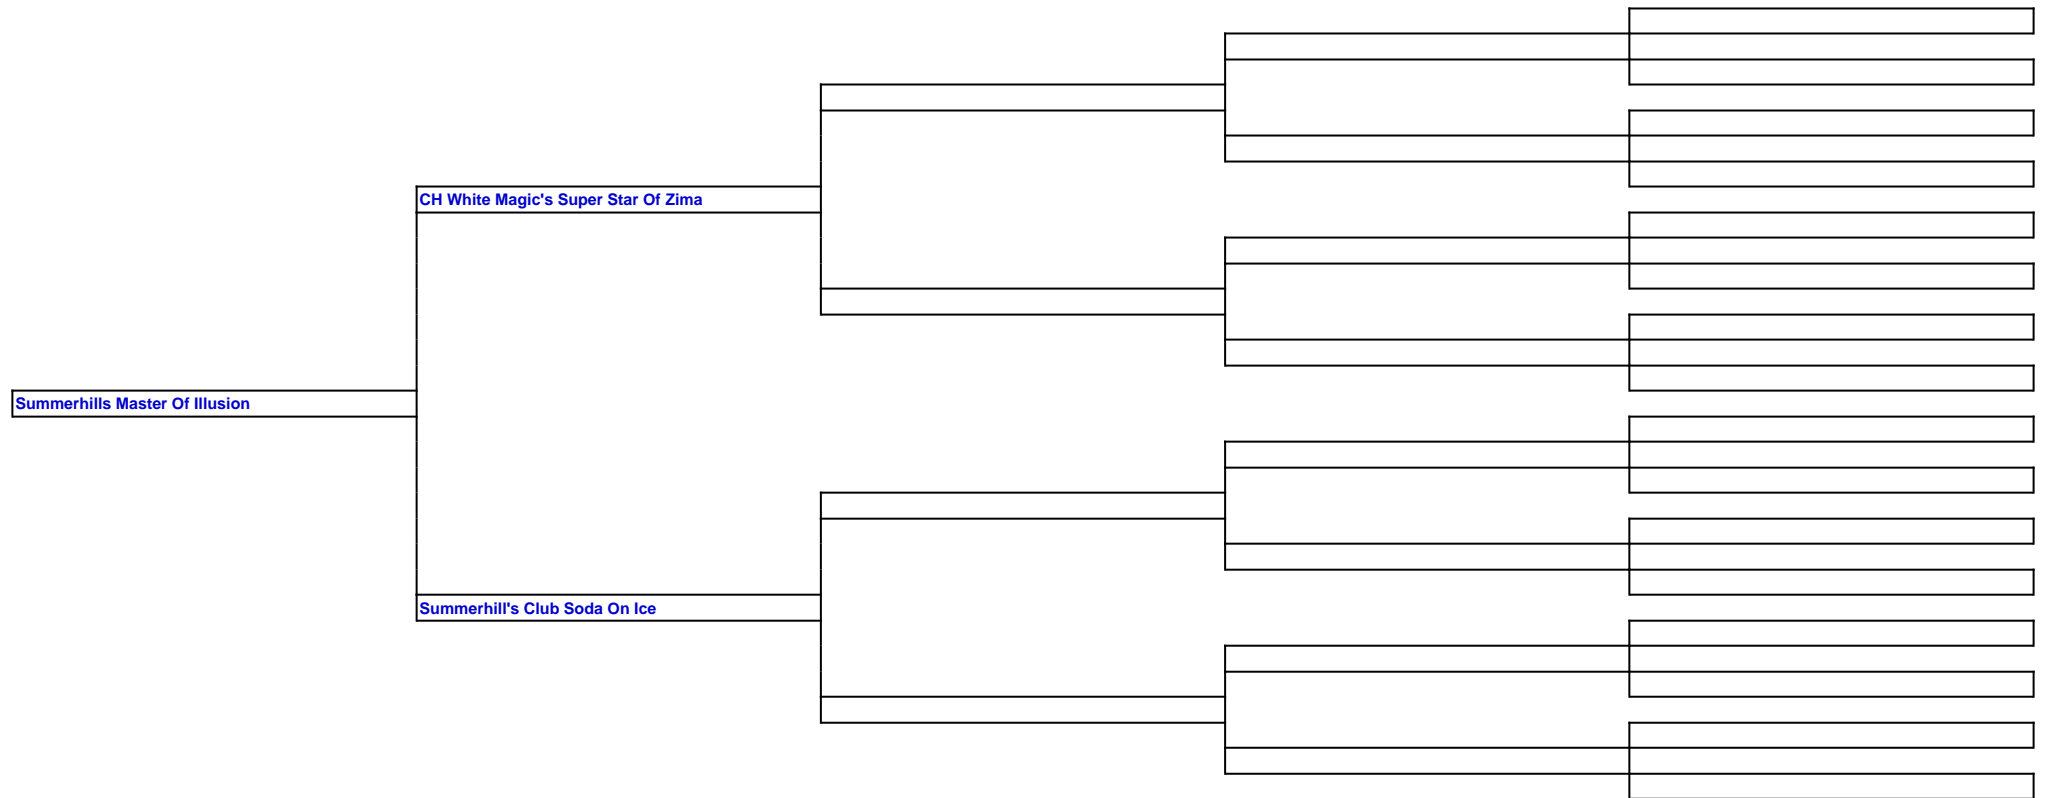 CH White Magic's Super Star Of Zima
Summerhills Master Of Illusion
Summerhill's Club Soda On Ice